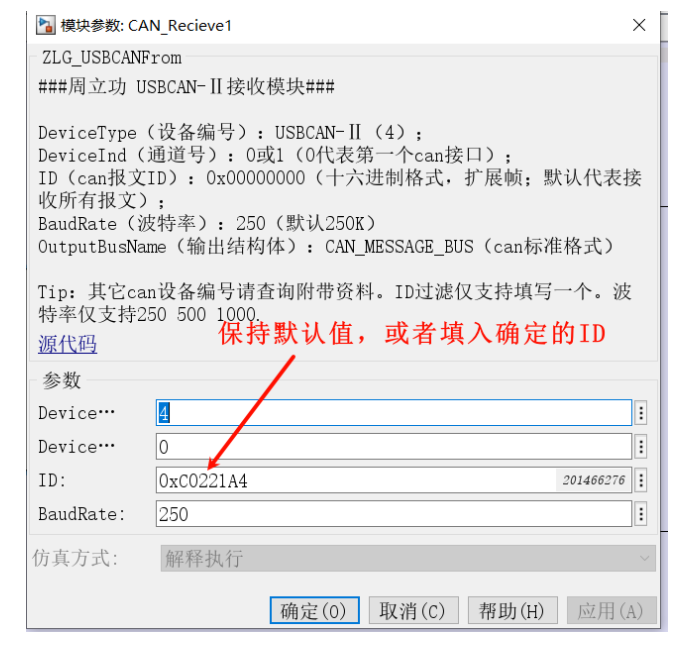 模块参数: CAN_Recieve1
ZLG_USBCANFrom
###周立功 USBCAN-Ⅱ接收模块###
DeviceType（设备编号）: USBCAN-Ⅱ（4）;
DeviceInd（通道号）: 0或1（0代表第一个can接口）;
ID（can报文ID）: 0x00000000（十六进制格式，扩展帧；默认代表接
收所有报文）;
BaudRate（波特率）: 250（默认250K）
OutputBusName（输出结构体）: CAN_MESSAGE_BUS（can标准格式）
Tip: 其它can设备编号请查询附带资料。ID过滤仅支持填写一个。波
特率仅支持250 500 1000.
保持默认值，或者填入确定的ID
源代码
参数
Device… 4
Device… 0
ID: 0xC0221A4 201466276
BaudRate: 250
仿真方式: 解释执行
确定(O) 取消(C) 帮助(H) 应用(A)